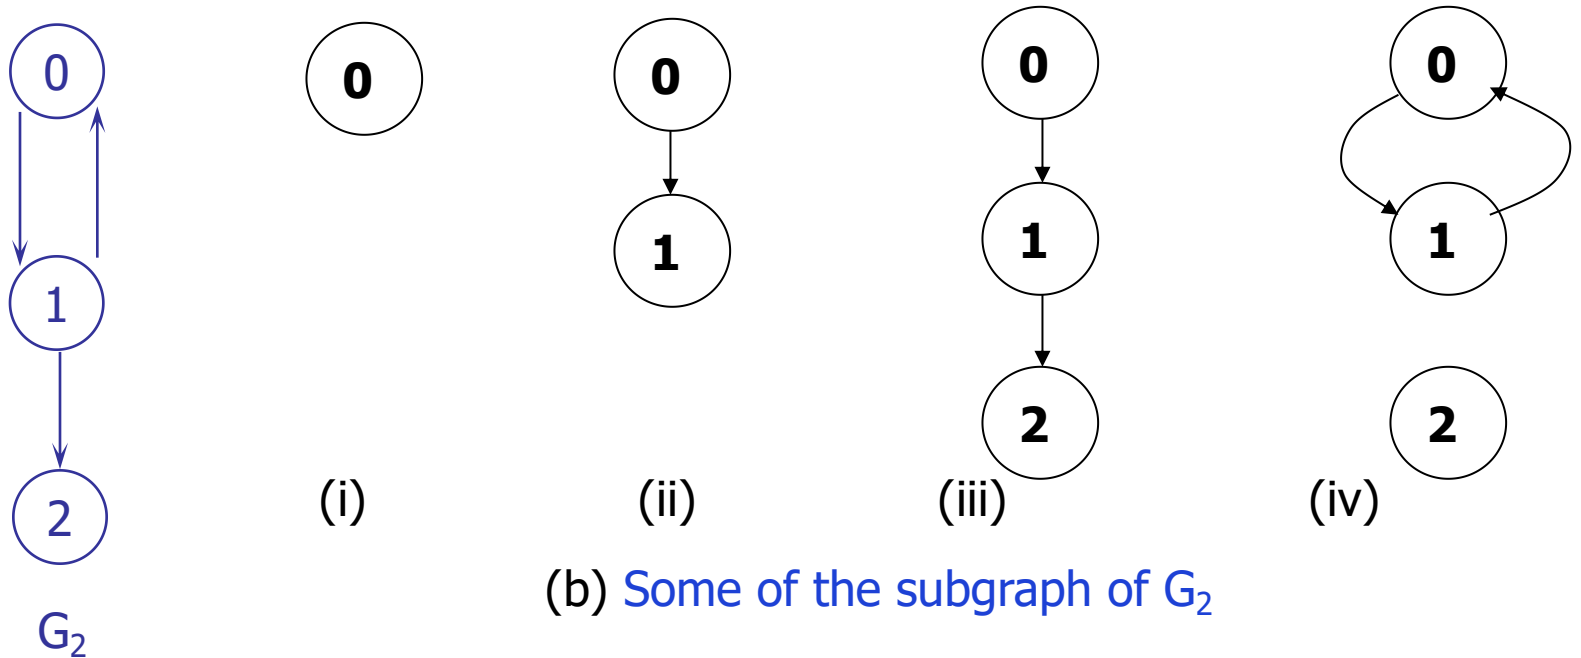 0
1
2
G₂
0
0
1
0
1
2
0
1
2
(i)
(ii)
(iii)
(iv)
(b) Some of the subgraph of G₂